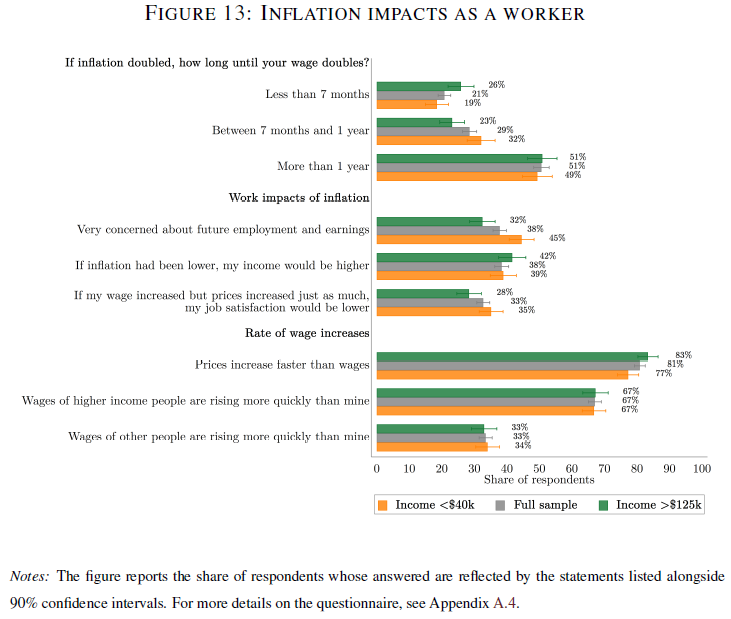 FIGURE 13: INFLATION IMPACTS AS A WORKER
If inflation doubled, how long until your wage doubles?
Less than 7 months
26%
21%
19%
Between 7 months and 1 year
23%
29%
32%
More than 1 year
51%
51%
49%
Work impacts of inflation
Very concerned about future employment and earnings
32%
38%
45%
If inflation had been lower, my income would be higher
42%
38%
39%
If my wage increased but prices increased just as much,
my job satisfaction would be lower
28%
33%
35%
Rate of wage increases
Prices increase faster than wages
83%
81%
77%
Wages of higher income people are rising more quickly than mine
67%
67%
67%
Wages of other people are rising more quickly than mine
33%
33%
34%
0 10 20 30 40 50 60 70 80 90 100
Share of respondents
Income <$40k Full sample Income >$125k
Notes: The figure reports the share of respondents whose answered are reflected by the statements listed alongside
90% confidence intervals. For more details on the questionnaire, see Appendix A.4.